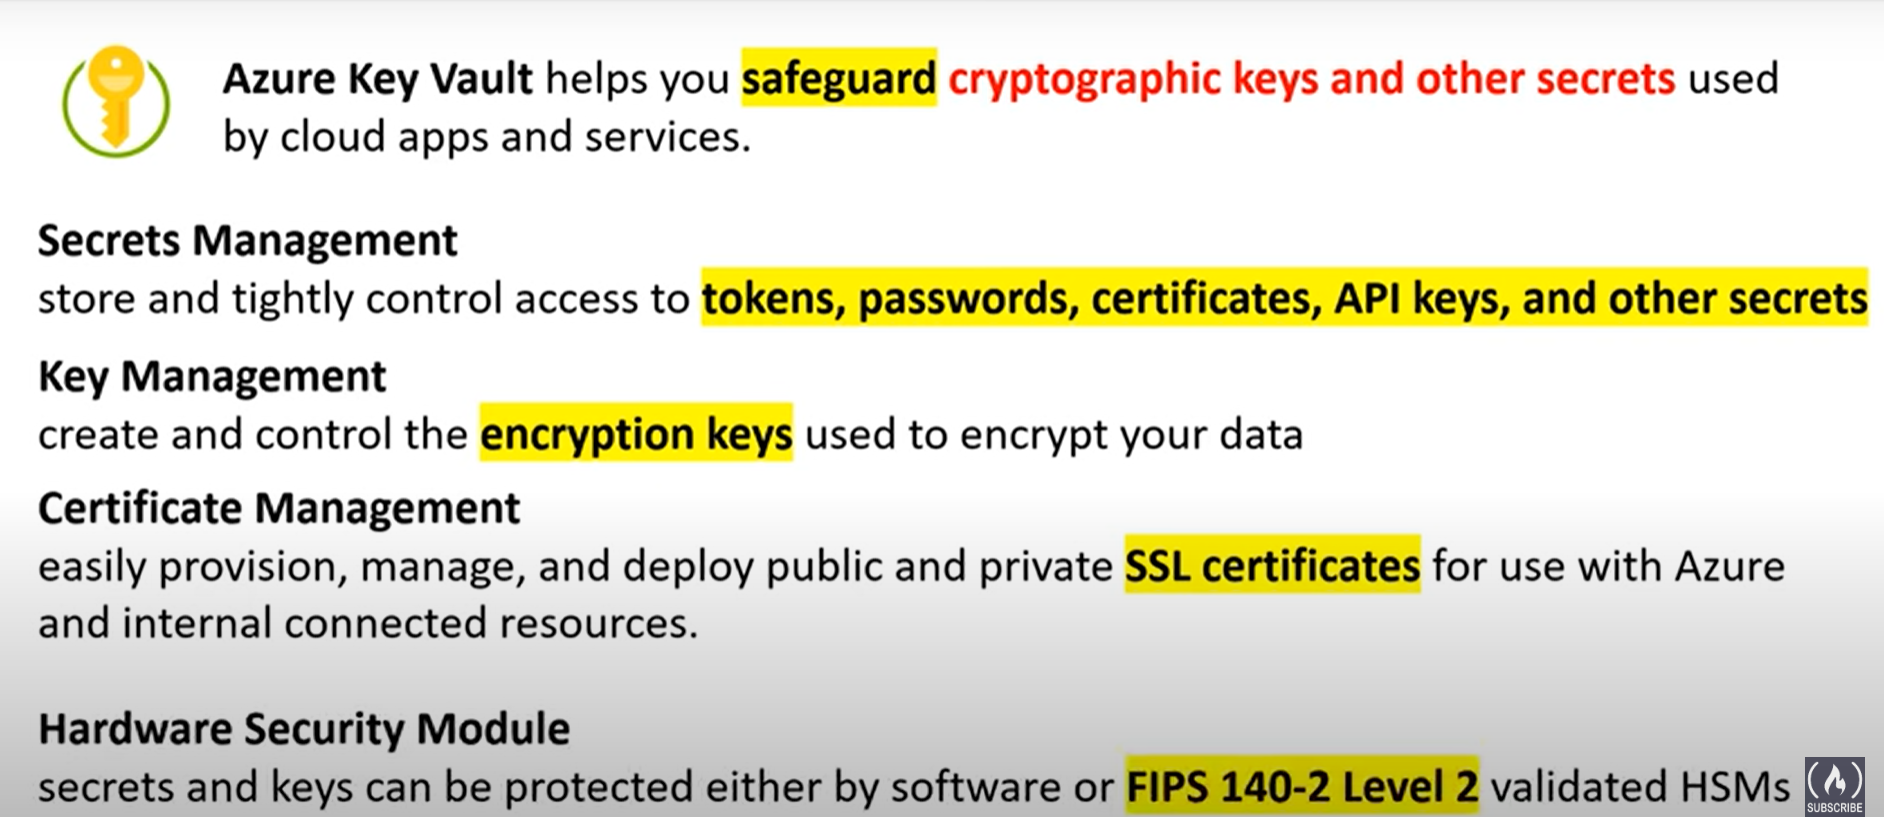 Azure Key Vault helps you safeguard cryptographic keys and other secrets used
by cloud apps and services.
Secrets Management
store and tightly control access to tokens, passwords, certificates, API keys, and other secrets
Key Management
create and control the encryption keys used to encrypt your data
Certificate Management
easily provision, manage, and deploy public and private SSL certificates for use with Azure
and internal connected resources.
Hardware Security Module
secrets and keys can be protected either by software or FIPS 140-2 Level 2 validated HSMs
SUBSCRIBE